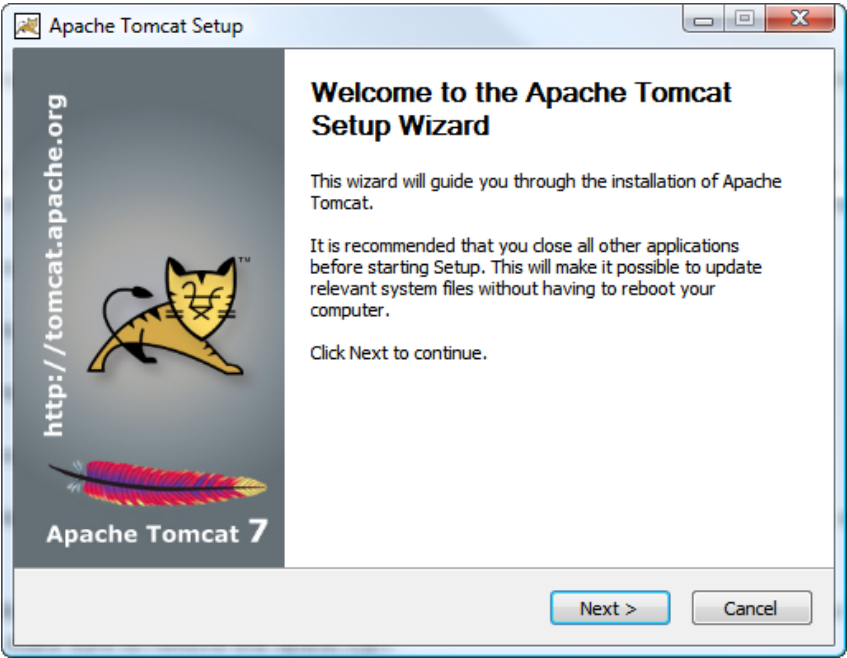 Apache Tomcat Setup
http://tomcat.apache.org
TM
Apache Tomcat 7
Welcome to the Apache Tomcat
Setup Wizard
This wizard will guide you through the installation of Apache
Tomcat.
It is recommended that you close all other applications
before starting Setup. This will make it possible to update
relevant system files without having to reboot your
computer.
Click Next to continue.
Next >
Cancel